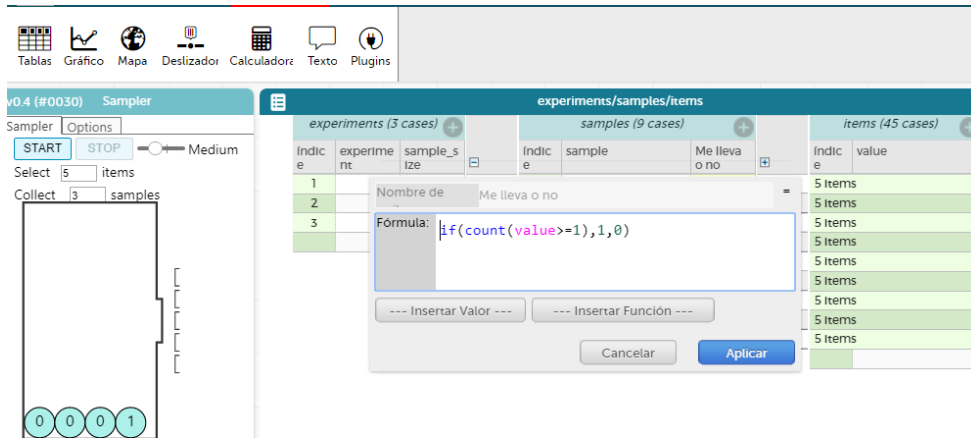 Tablas Gráfico Mapa Deslizador Calculadora Texto Plugins
v0.4 (#0030) Sampler
Sampler Options
START STOP Medium
Select 5 items
Collect 3 samples
0 0 0 1
experiments/samples/items
experiments (3 cases) samples (9 cases) items (45 cases)
índic
e experime
nt sample_s
ize índic
e sample Me lleva
o no índic
e value
1
2
3
5 items
5 items
5 items
5 items
5 items
5 items
5 items
5 items
5 items
Nombre de Me lleva o no =
Fórmula: if(count(value>=1),1,0)
--- Insertar Valor --- --- Insertar Función ---
Cancelar Aplicar